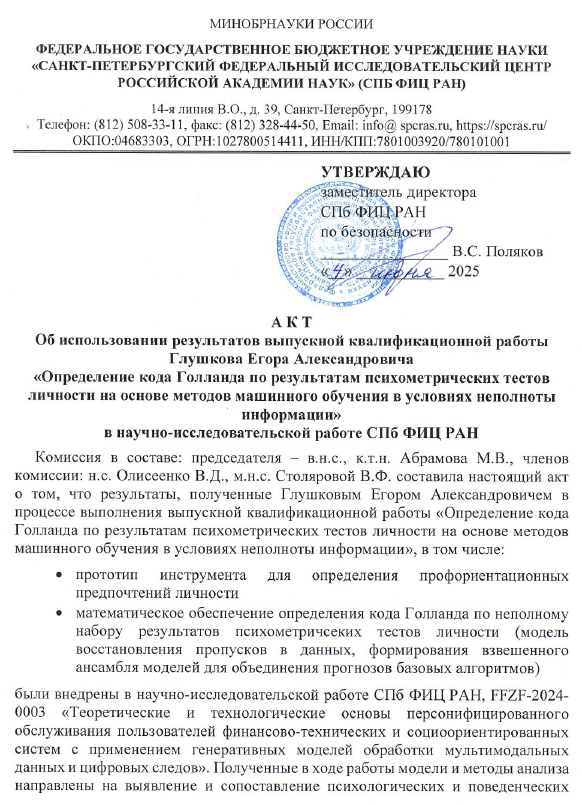 МИНОБРНАУКИ РОССИИ
ФЕДЕРАЛЬНОЕ ГОСУДАРСТВЕННОЕ БЮДЖЕТНОЕ УЧРЕЖДЕНИЕ НАУКИ
«САНКТ-ПЕТЕРБУРГСКИЙ ФЕДЕРАЛЬНЫЙ ИССЛЕДОВАТЕЛЬСКИЙ ЦЕНТР
РОССИЙСКОЙ АКАДЕМИИ НАУК» (СПБ ФИЦ РАН)
14-я линия В.О., д. 39, Санкт-Петербург, 199178
Телефон: (812) 508-33-11, факс: (812) 328-44-50, Email: info@ spcras.ru, https://spcras.ru/
ОКПО:04683303, ОГРН:1027800514411, ИНН/КПП:7801003920/780101001
УТВЕРЖДАЮ
заместитель директора
СПб ФИЦ РАН
по безопасности
В.С. Поляков
«4» июня 2025
А К Т
Об использовании результатов выпускной квалификационной работы
Глушкова Егора Александровича
«Определение кода Голланда по результатам психометрических тестов
личности на основе методов машинного обучения в условиях неполноты
информации»
в научно-исследовательской работе СПб ФИЦ РАН
Комиссия в составе: председателя – в.н.с., к.т.н. Абрамова М.В., членов
комиссии: н.с. Олисеенко В.Д., м.н.с. Столяровой В.Ф. составила настоящий акт
о том, что результаты, полученные Глушковым Егором Александровичем в
процессе выполнения выпускной квалификационной работы «Определение кода
Голланда по результатам психометрических тестов личности на основе методов
машинного обучения в условиях неполноты информации», в том числе:
• прототип инструмента для определения профориентационных
предпочтений личности
• математическое обеспечение определения кода Голланда по неполному
набору результатов психометричсеких тестов личности (модель
восстановления пропусков в данных, формирования взвешенного
ансамбля моделей для объединения прогнозов базовых алгоритмов)
были внедрены в научно-исследовательской работе СПб ФИЦ РАН, FFZF-2024-
0003 «Теоретические и технологические основы персонифицированного
обслуживания пользователей финансово-технических и социоориентированных
систем с применением генеративных моделей обработки мультимодальных
данных и цифровых следов». Полученные в ходе работы модели и методы анализа
направлены на выявление и сопоставление психологических и поведенческих